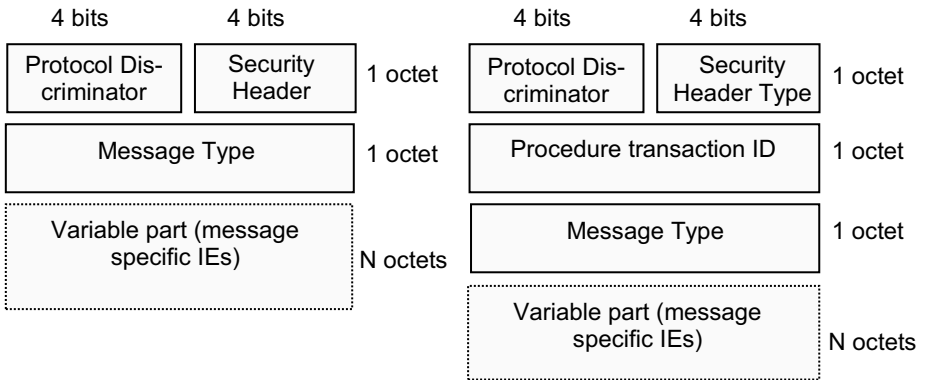 4 bits
4 bits
Protocol Dis-
criminator
Security
Header
1 octet
Message Type
1 octet
Variable part (message
specific IEs)
N octets
4 bits
4 bits
Protocol Dis-
criminator
Security
Header Type
1 octet
Procedure transaction ID
1 octet
Message Type
1 octet
Variable part (message
specific IEs)
N octets